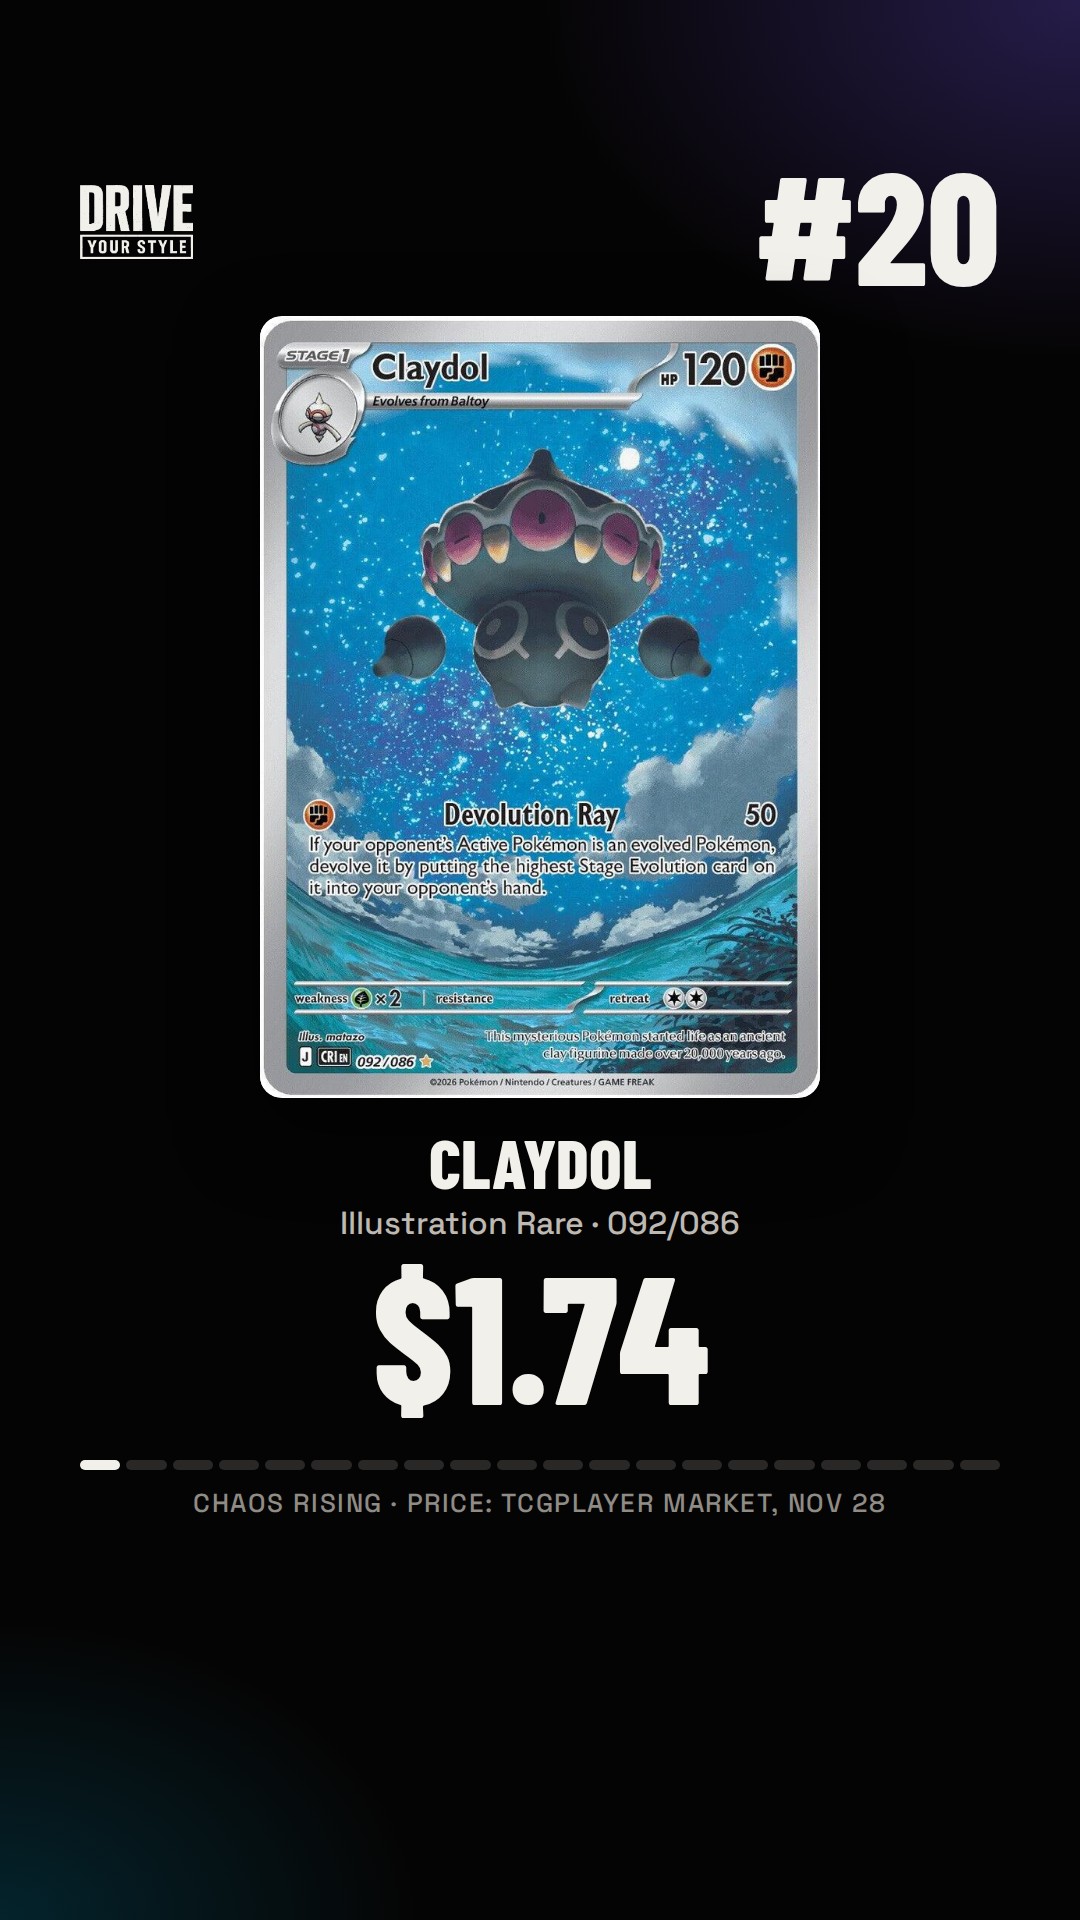 DRIVE
YOUR STYLE
#20
STAGE1
Claydol
HP 120
Evolves from Baltoy
Devolution Ray 50
If your opponent's Active Pokémon is an evolved Pokémon,
devolve it by putting the highest Stage Evolution card on
it into your opponent's hand.
weakness ×2 resistance retreat
Illus. matazo
This mysterious Pokémon started life as an ancient
clay figurine made over 20,000 years ago.
J CRI EN 092/086
©2026 Pokémon / Nintendo / Creatures / GAME FREAK
CLAYDOL
Illustration Rare · 092/086
$1.74
CHAOS RISING · PRICE: TCGPLAYER MARKET, NOV 28